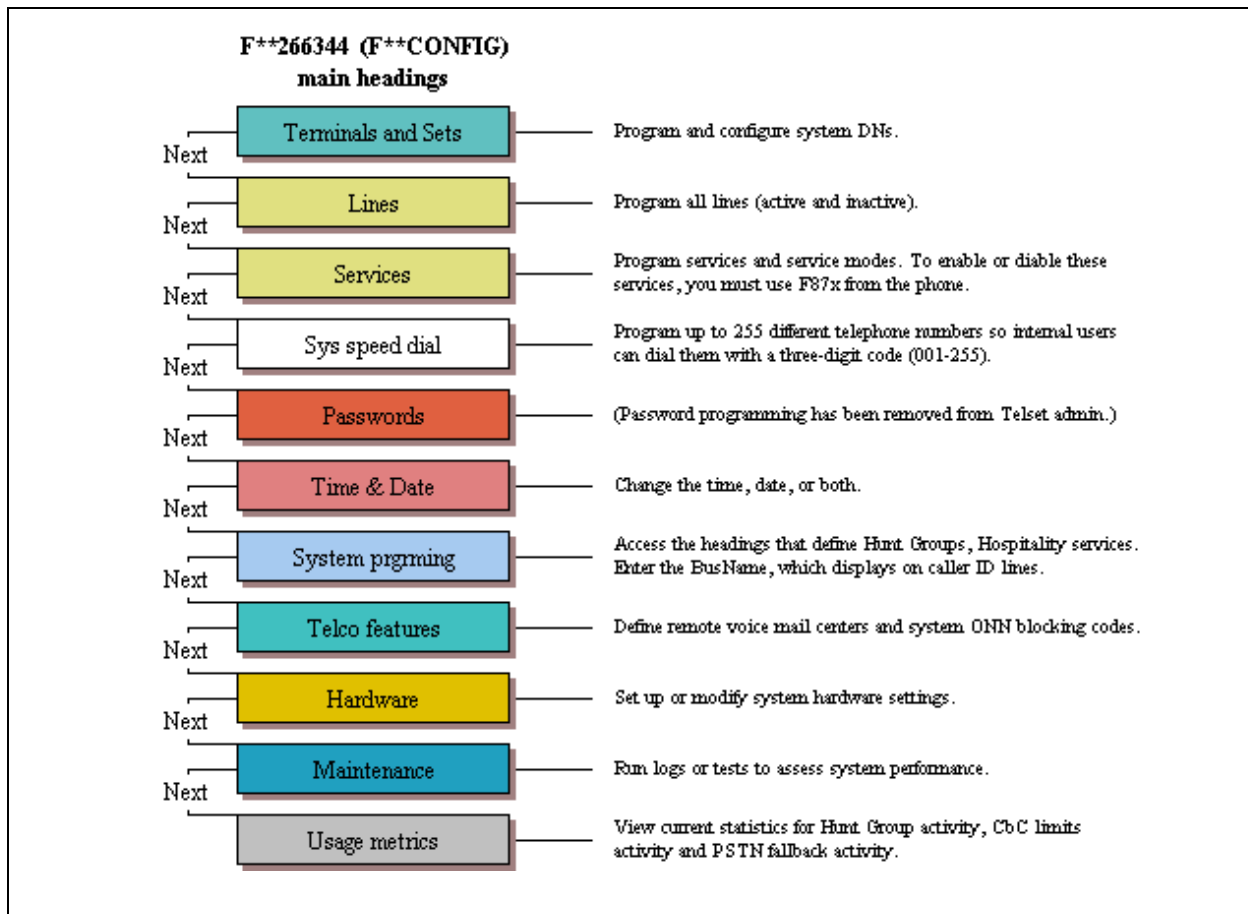 F**266344 (F**CONFIG)
main headings
Terminals and Sets
Program and configure system DNs.
Next
Lines
Program all lines (active and inactive).
Next
Services
Program services and service modes. To enable or diable these
services, you must use F87x from the phone.
Next
Sys speed dial
Program up to 255 different telephone numbers so internal users
can dial them with a three-digit code (001-255).
Next
Passwords
(Password programming has been removed from Telset admin.)
Next
Time & Date
Change the time, date, or both.
Next
System prgrming
Access the headings that define Hunt Groups, Hospitality services.
Enter the BusName, which displays on caller ID lines.
Next
Telco features
Define remote voice mail centers and system ONN blocking codes.
Next
Hardware
Set up or modify system hardware settings.
Next
Maintenance
Run logs or tests to assess system performance.
Next
Usage metrics
View current statistics for Hunt Group activity, CbC limits
activity and PSTN fallback activity.